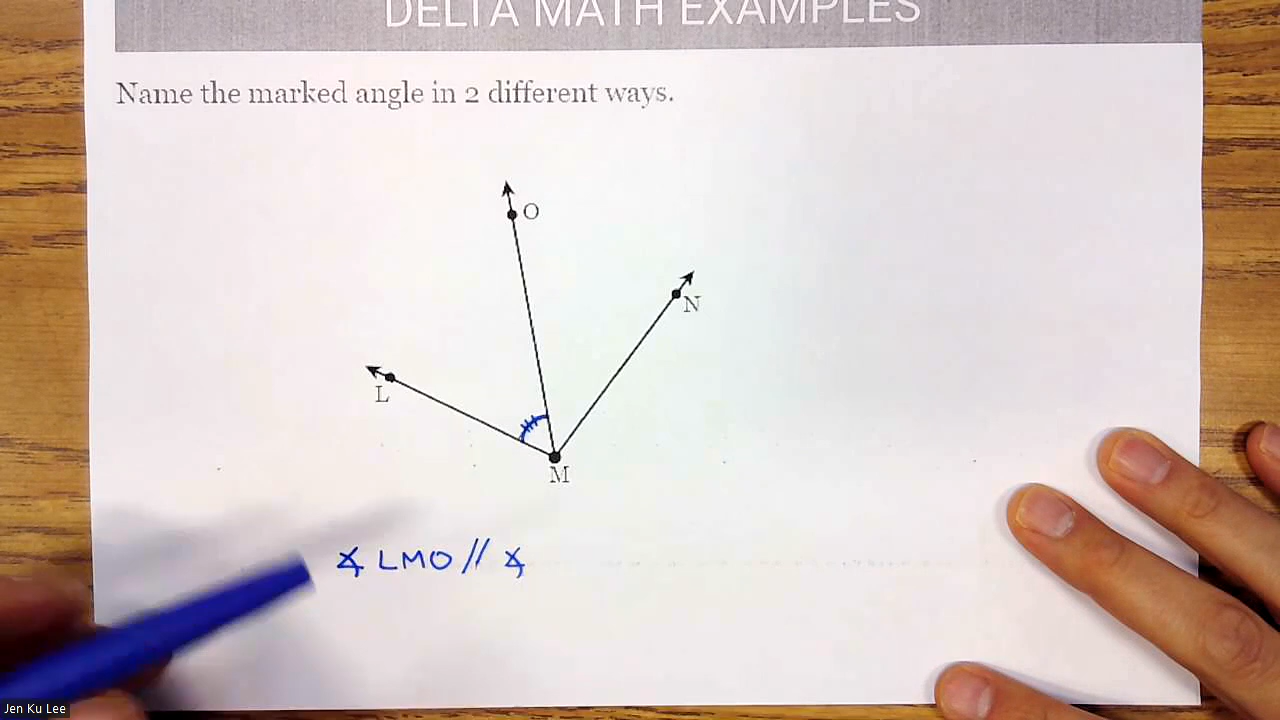 DELTA MATH EXAMPLES
Name the marked angle in 2 different ways.
O
N
L
M
∡ LMO // ∡
Jen Ku Lee